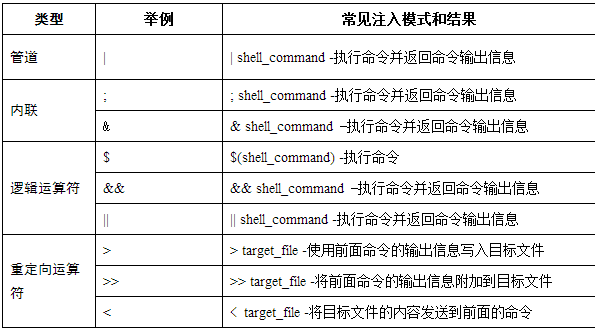 类型 举例 常见注入模式和结果
管道 | | shell_command -执行命令并返回命令输出信息
内联 ; ; shell_command -执行命令并返回命令输出信息
& & shell_command –执行命令并返回命令输出信息
逻辑运算符 $ $(shell_command) -执行命令
&& && shell_command –执行命令并返回命令输出信息
|| || shell_command -执行命令并返回命令输出信息
重定向运算符 > > target_file -使用前面命令的输出信息写入目标文件
>> >> target_file -将前面命令的输出信息附加到目标文件
< < target_file -将目标文件的内容发送到前面的命令